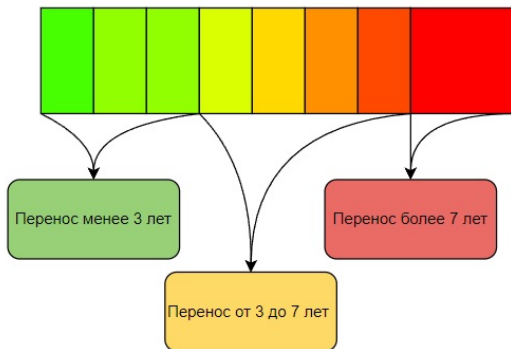 Перенос менее 3 лет
Перенос более 7 лет
Перенос от 3 до 7 лет